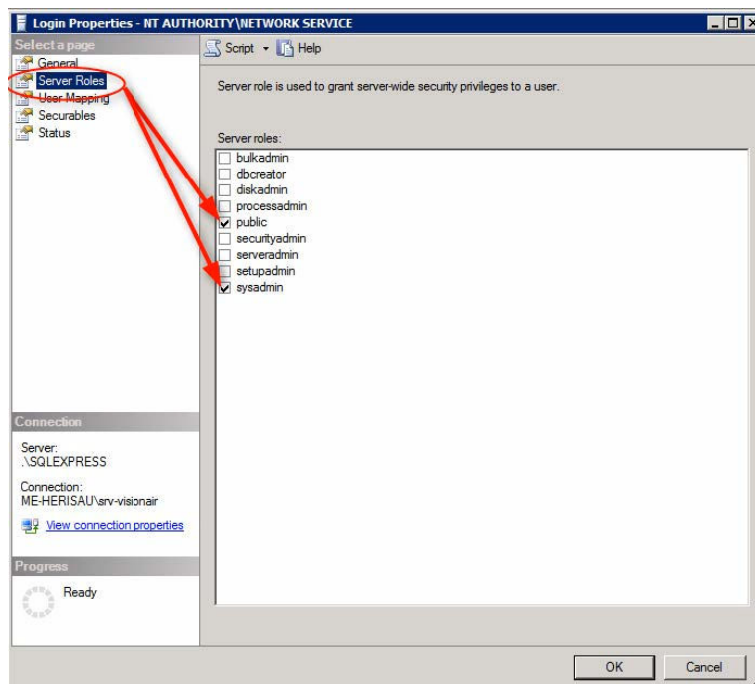 Login Properties - NT AUTHORITY\NETWORK SERVICE
Select a page
General
Server Roles
User Mapping
Securables
Status
Script
Help
Server role is used to grant server-wide security privileges to a user.
Server roles:
bulkadmin
dbcreator
diskadmin
processadmin
public
securityadmin
serveradmin
setupadmin
sysadmin
Connection
Server:
.\SQLEXPRESS
Connection:
ME-HERISAU\srv-visionair
View connection properties
Progress
Ready
OK
Cancel